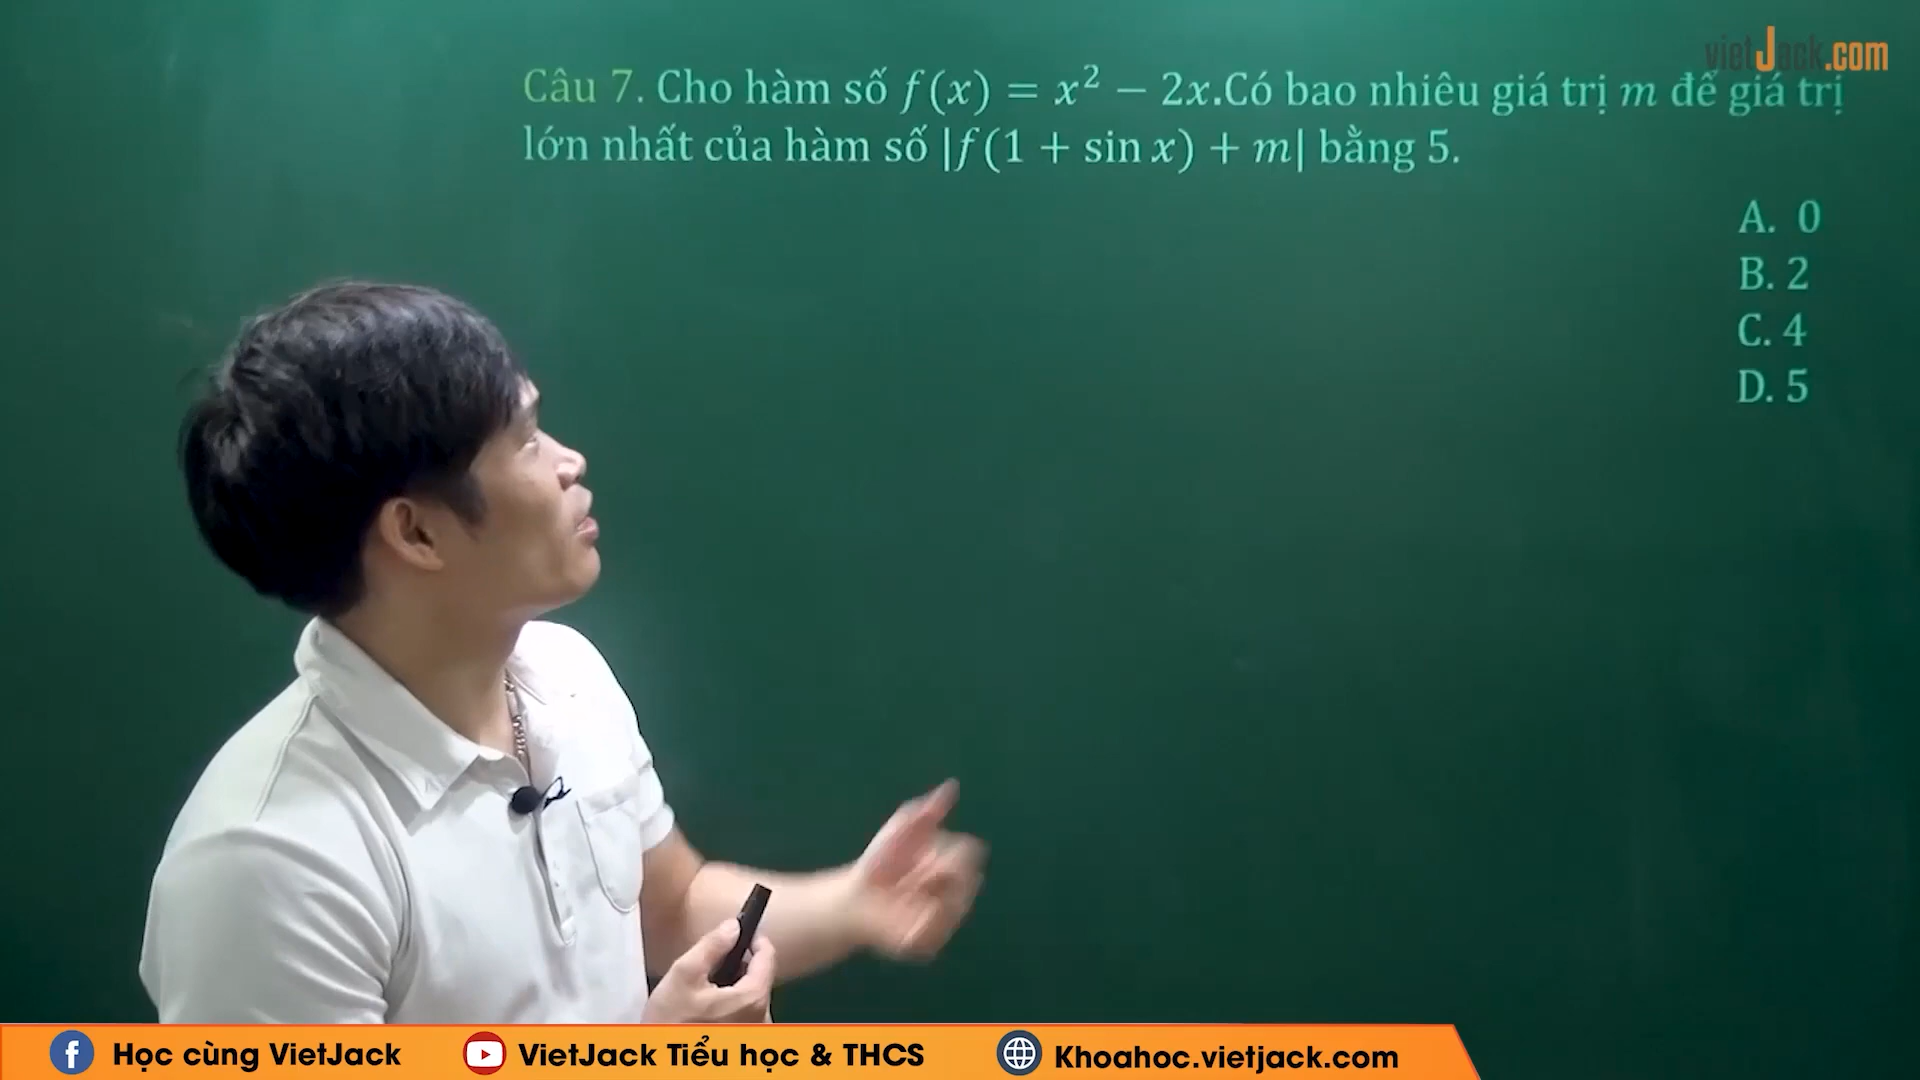 vietJack.com
Câu 7. Cho hàm số f(x) = x² − 2x.Có bao nhiêu giá trị m để giá trị
lớn nhất của hàm số |f(1 + sin x) + m| bằng 5.
A. 0
B. 2
C. 4
D. 5
Học cùng VietJack
VietJack Tiểu học & THCS
Khoahoc.vietjack.com